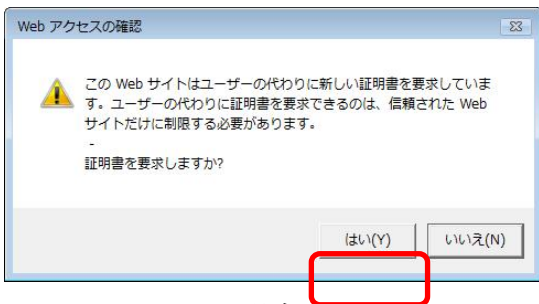 Web アクセスの確認
この Web サイトはユーザーの代わりに新しい証明書を要求していま
す。ユーザーの代わりに証明書を要求できるのは、信頼された Web
サイトだけに制限する必要があります。
-
証明書を要求しますか?
はい(Y)
いいえ(N)